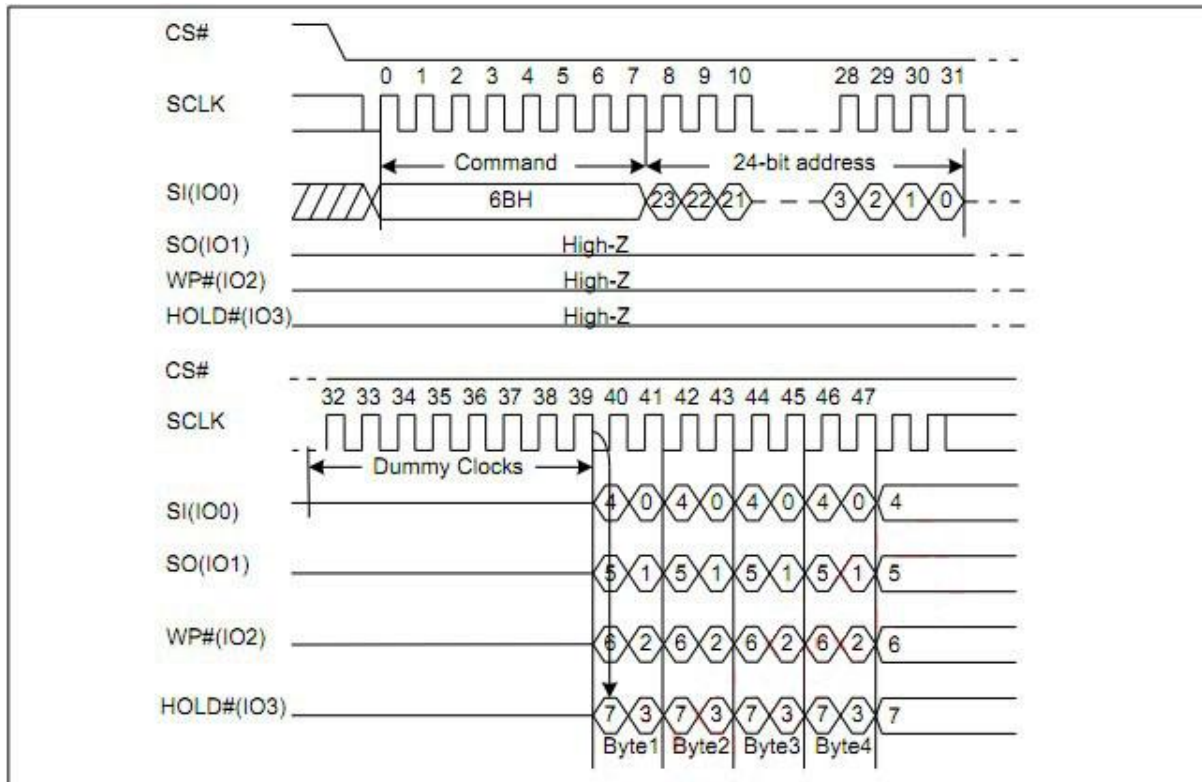 CS#
0 1 2 3 4 5 6 7 8 9 10 28 29 30 31
SCLK
Command 24-bit address
SI(IO0) 6BH 23 22 21 3 2 1 0
SO(IO1) High-Z
WP#(IO2) High-Z
HOLD#(IO3) High-Z
CS#
32 33 34 35 36 37 38 39 40 41 42 43 44 45 46 47
SCLK
Dummy Clocks
SI(IO0) 4 0 4 0 4 0 4 0 4
SO(IO1) 5 1 5 1 5 1 5 1 5
WP#(IO2) 6 2 6 2 6 2 6 2 6
HOLD#(IO3) 7 3 7 3 7 3 7 3 7
Byte1 Byte2 Byte3 Byte4